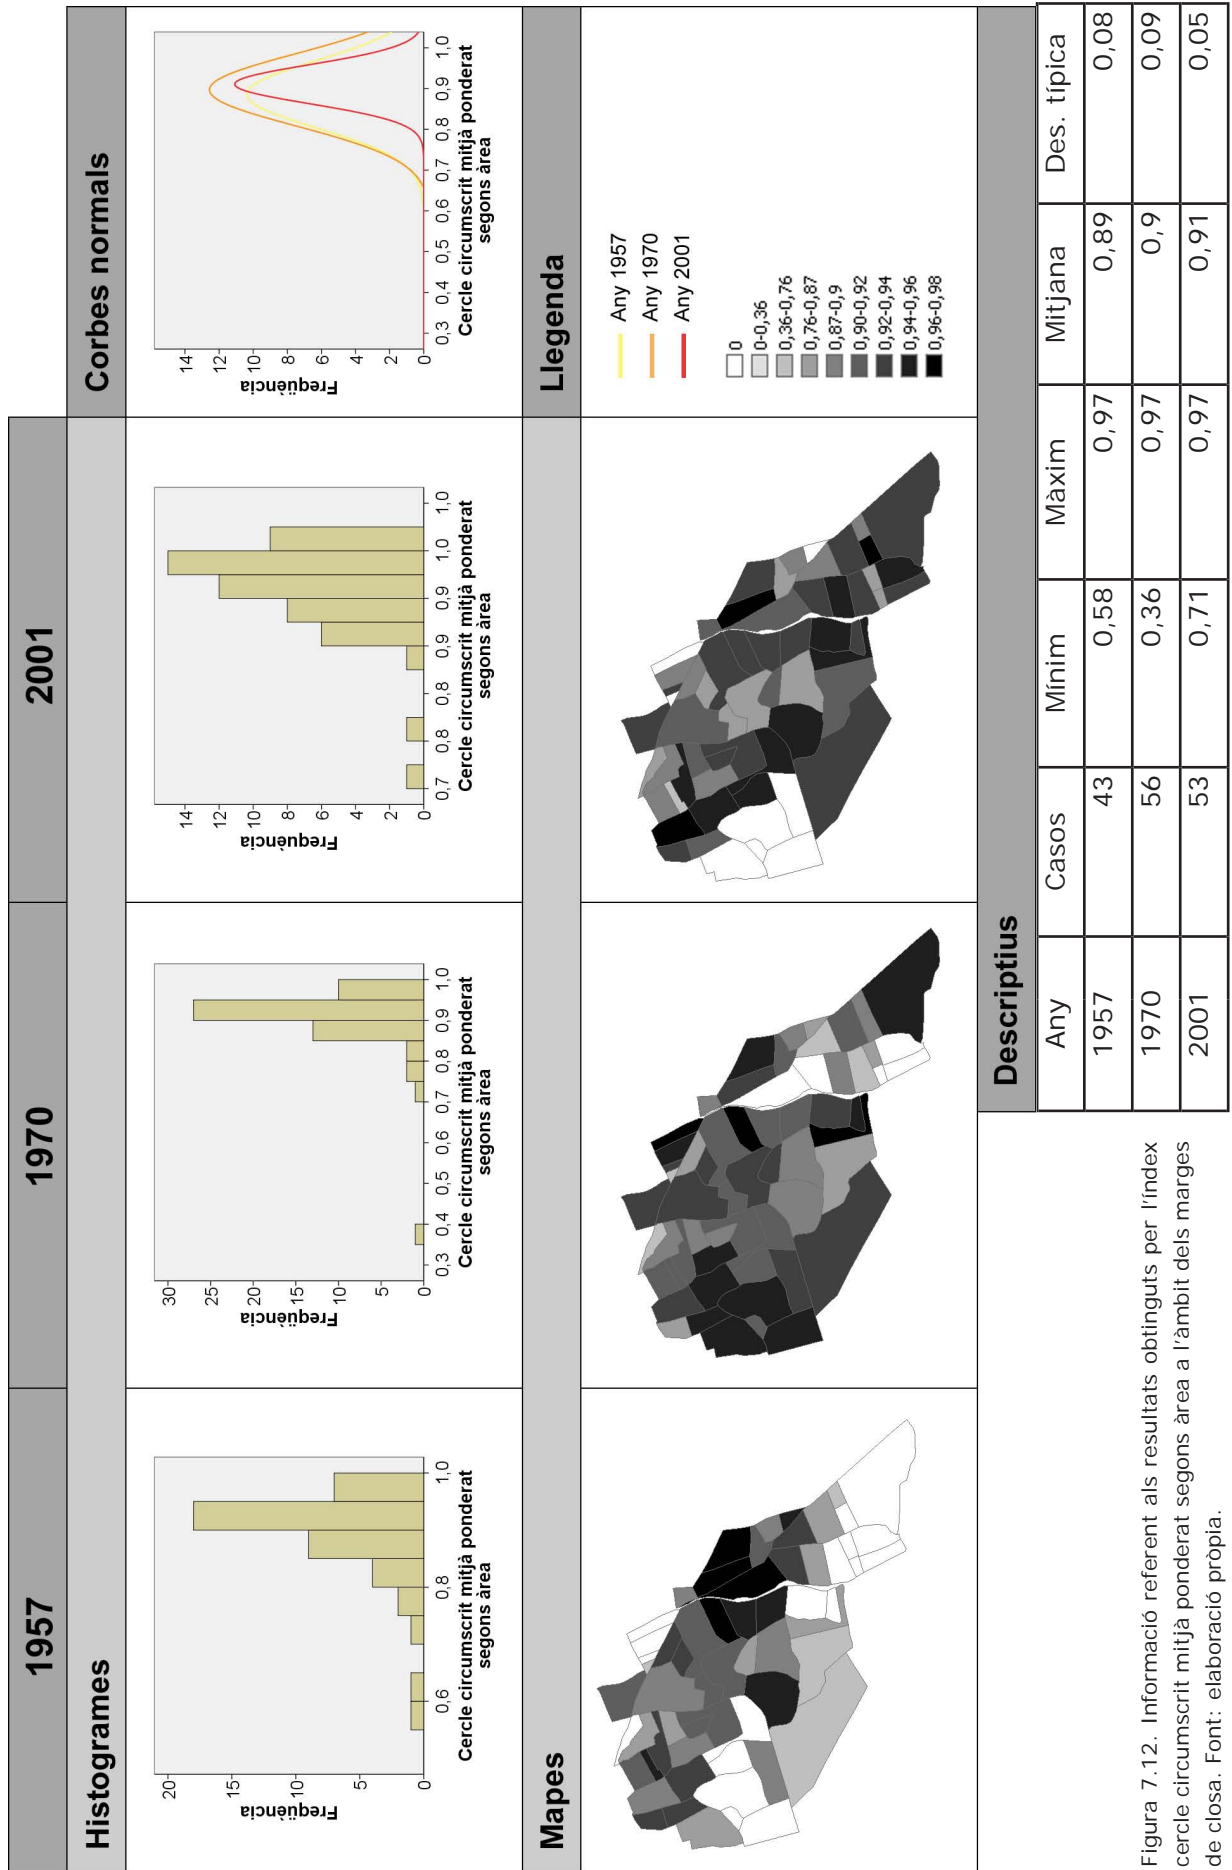 1957
1970
2001
Histogrames
Corbes normals
Freqüència
20
15
10
5
0
0,6
0,8
1,0
Cercle circumscrit mitjà ponderat
segons àrea
Freqüència
30
25
20
15
10
5
0
0,3
0,4
0,5
0,6
0,7
0,8
0,9
1,0
Cercle circumscrit mitjà ponderat
segons àrea
Freqüència
14
12
10
8
6
4
2
0
0,7
0,8
0,8
0,9
0,9
1,0
1,0
Cercle circumscrit mitjà ponderat
segons àrea
Freqüència
14
12
10
8
6
4
2
0
0,3
0,4
0,5
0,6
0,7
0,8
0,9
1,0
Cercle circumscrit mitjà ponderat
segons àrea
Mapes
Llegenda
Any 1957
Any 1970
Any 2001
0
0-0,36
0,36-0,76
0,76-0,87
0,87-0,9
0,90-0,92
0,92-0,94
0,94-0,96
0,96-0,98
Descriptius
Any Casos Mínim Màxim Mitjana Des. típica
1957 43 0,58 0,97 0,89 0,08
1970 56 0,36 0,97 0,9 0,09
2001 53 0,71 0,97 0,91 0,05
Figura 7.12. Informació referent als resultats obtinguts per l'índex
cercle circumscrit mitjà ponderat segons àrea a l'àmbit dels marges
de closa. Font: elaboració pròpia.